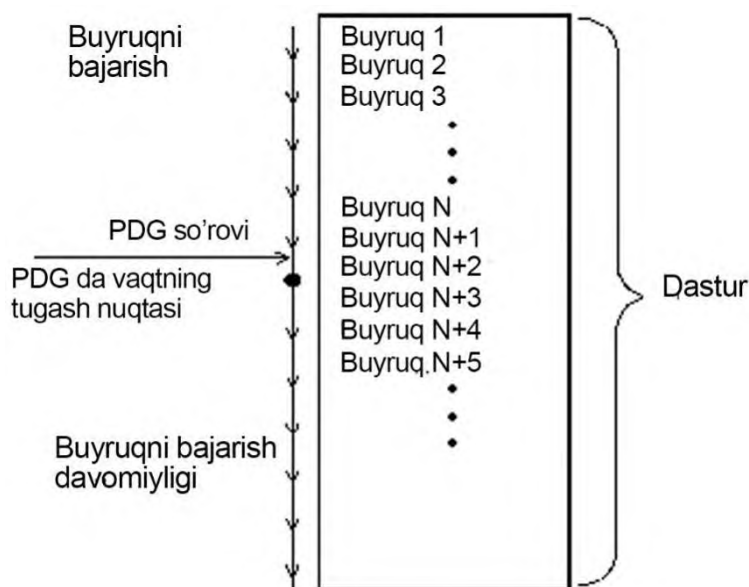 Buyruqni
bajarish
Buyruq 1
Buyruq 2
Buyruq 3
Buyruq N
Buyruq N+1
Buyruq N+2
Buyruq N+3
Buyruq N+4
Buyruq.N+5
PDG so'rovi
PDG da vaqtning
tugash nuqtasi
Buyruqni bajarish
davomiyligi
Dastur